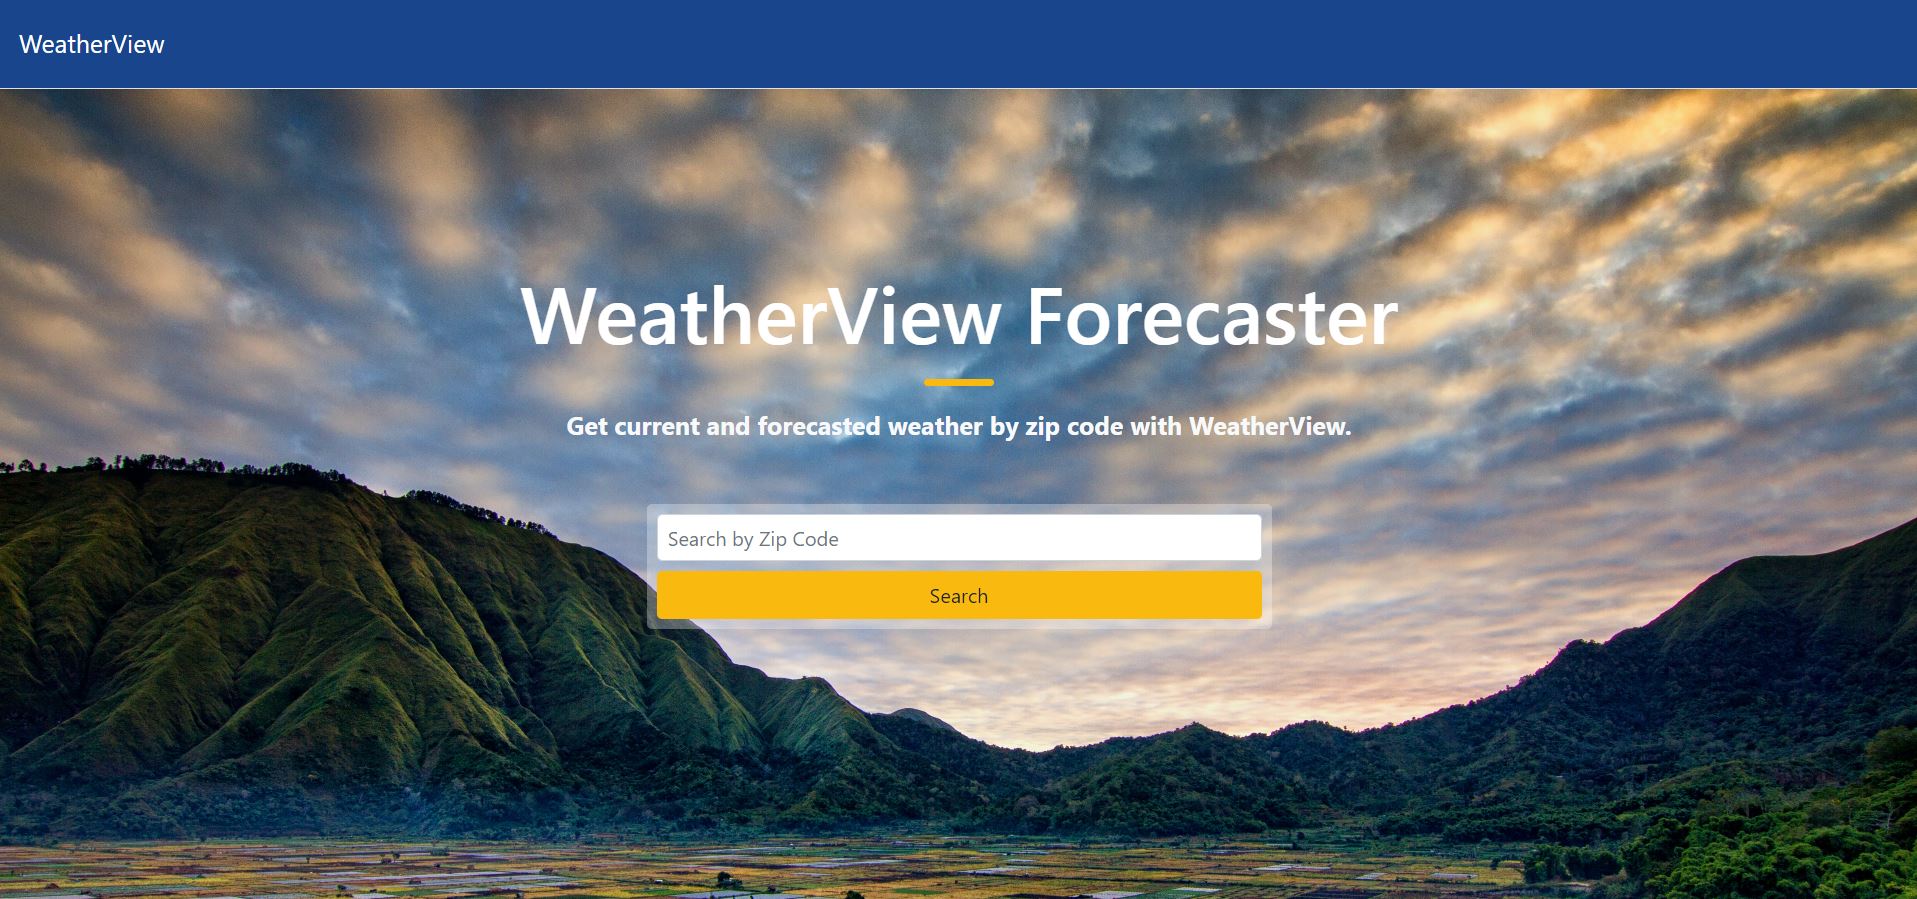 WeatherView
WeatherView Forecaster
Get current and forecasted weather by zip code with WeatherView.
Search by Zip Code
Search